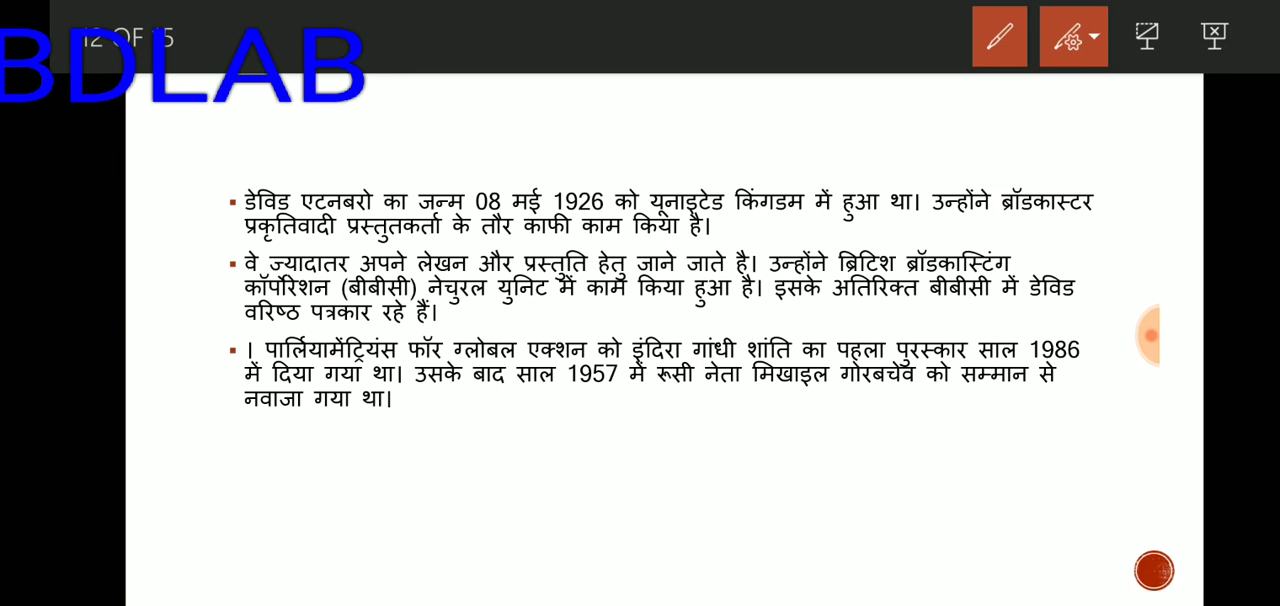 12 OF 15
BDLAB
डेविड एटनबरो का जन्म 08 मई 1926 को यूनाइटेड किंगडम में हुआ था। उन्होंने ब्रॉडकास्टर
प्रकृतिवादी प्रस्तुतकर्ता के तौर काफी काम किया है।
वे ज्यादातर अपने लेखन और प्रस्तुति हेतु जाने जाते है। उन्होंने ब्रिटिश ब्रॉडकास्टिंग
कॉर्पोरेशन (बीबीसी) नेचुरल युनिट में काम किया हुआ है। इसके अतिरिक्त बीबीसी में डेविड
वरिष्ठ पत्रकार रहे हैं।
। पार्लियामेंट्रियंस फॉर ग्लोबल एक्शन को इंदिरा गांधी शांति का पहला पुरस्कार साल 1986
में दिया गया था। उसके बाद साल 1957 में रूसी नेता मिखाइल गोरबचेव को सम्मान से
नवाजा गया था।